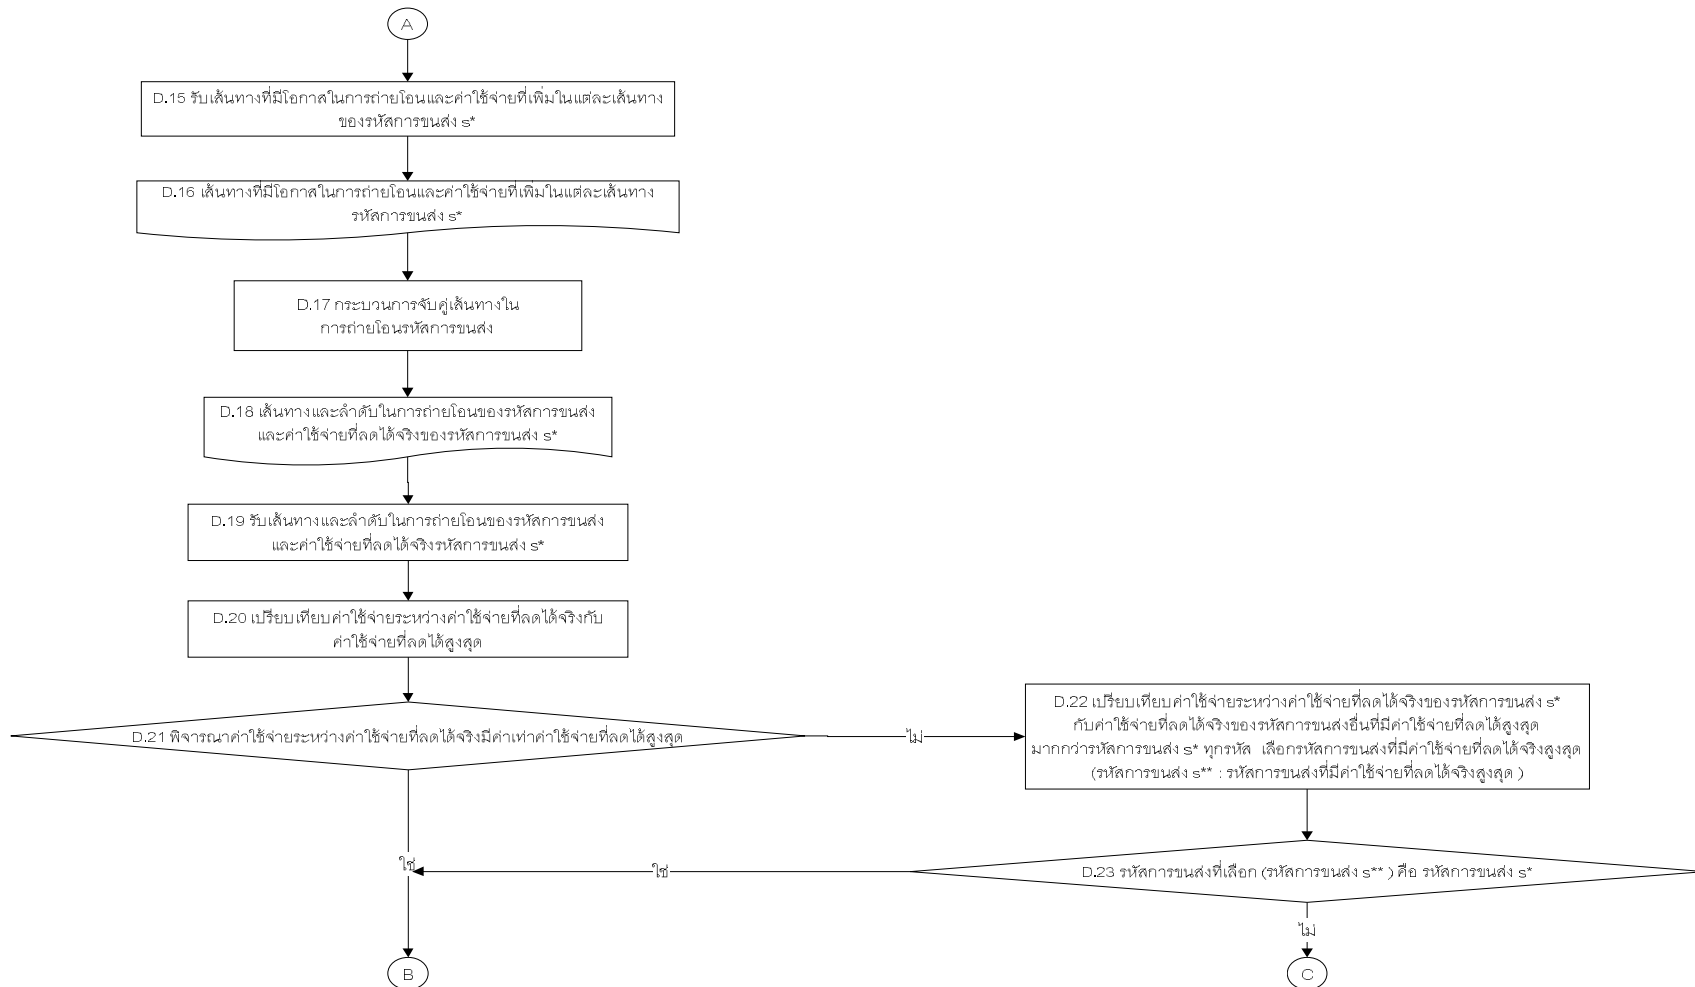 A
D.15 รับเส้นทางที่มีโอกาสในการถ่ายโอนและค่าใช้จ่ายที่เพิ่มในแต่ละเส้นทาง
ของรหัสการขนส่ง s*
D.16 เส้นทางที่มีโอกาสในการถ่ายโอนและค่าใช้จ่ายที่เพิ่มในแต่ละเส้นทาง
รหัสการขนส่ง s*
D.17 กระบวนการจับคู่เส้นทางใน
การถ่ายโอนรหัสการขนส่ง
D.18 เส้นทางและลำดับในการถ่ายโอนของรหัสการขนส่ง
และค่าใช้จ่ายที่ลดได้จริงของรหัสการขนส่ง s*
D.19 รับเส้นทางและลำดับในการถ่ายโอนของรหัสการขนส่ง
และค่าใช้จ่ายที่ลดได้จริงรหัสการขนส่ง s*
D.20 เปรียบเทียบค่าใช้จ่ายระหว่างค่าใช้จ่ายที่ลดได้จริงกับ
ค่าใช้จ่ายที่ลดได้สูงสุด
D.21 พิจารณาค่าใช้จ่ายระหว่างค่าใช้จ่ายที่ลดได้จริงมีค่าเท่าค่าใช้จ่ายที่ลดได้สูงสุด
ไม่
D.22 เปรียบเทียบค่าใช้จ่ายระหว่างค่าใช้จ่ายที่ลดได้จริงของรหัสการขนส่ง s*
กับค่าใช้จ่ายที่ลดได้จริงของรหัสการขนส่งอื่นที่มีค่าใช้จ่ายที่ลดได้สูงสุด
มากกว่ารหัสการขนส่ง s* ทุกรหัส เลือกรหัสการขนส่งที่มีค่าใช้จ่ายที่ลดได้จริงสูงสุด
(รหัสการขนส่ง s** : รหัสการขนส่งที่มีค่าใช้จ่ายที่ลดได้จริงสูงสุด )
ใช่
ใช่
D.23 รหัสการขนส่งที่เลือก (รหัสการขนส่ง s** ) คือ รหัสการขนส่ง s*
ไม่
B
C